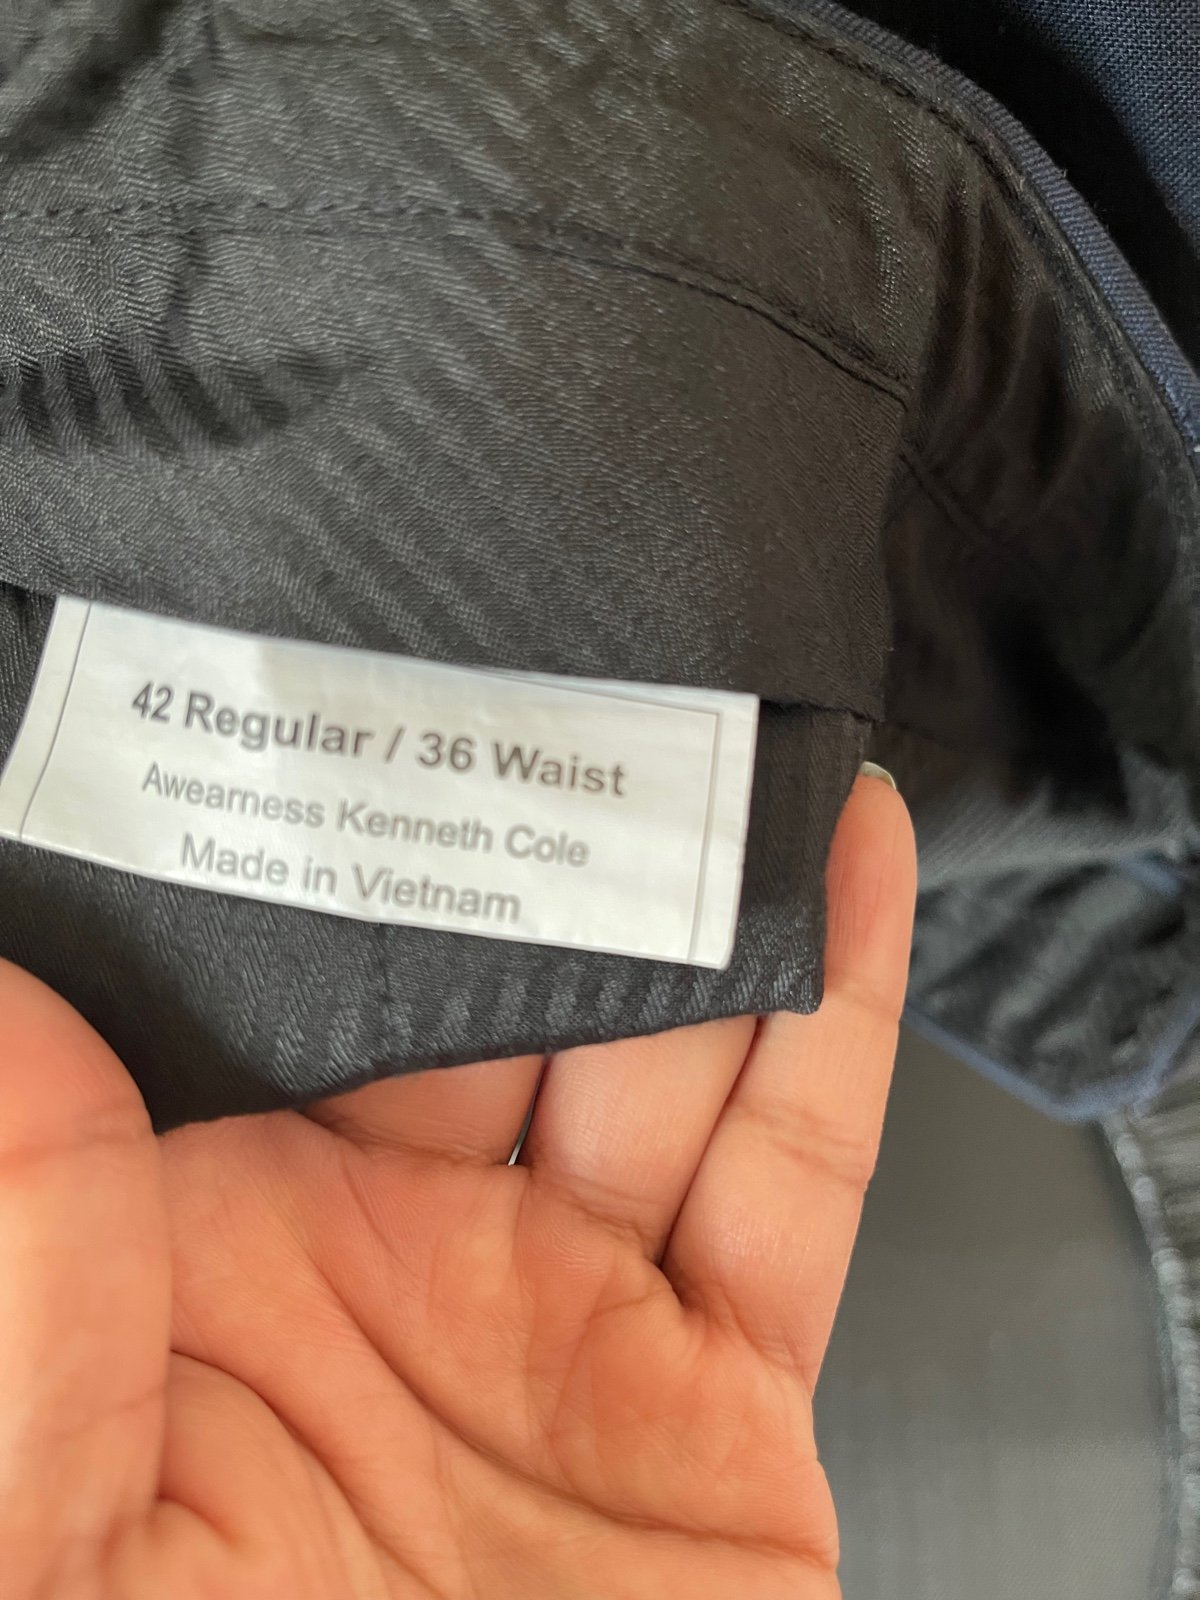 42 Regular / 36 Waist
Awearness Kenneth Cole
Made in Vietnam